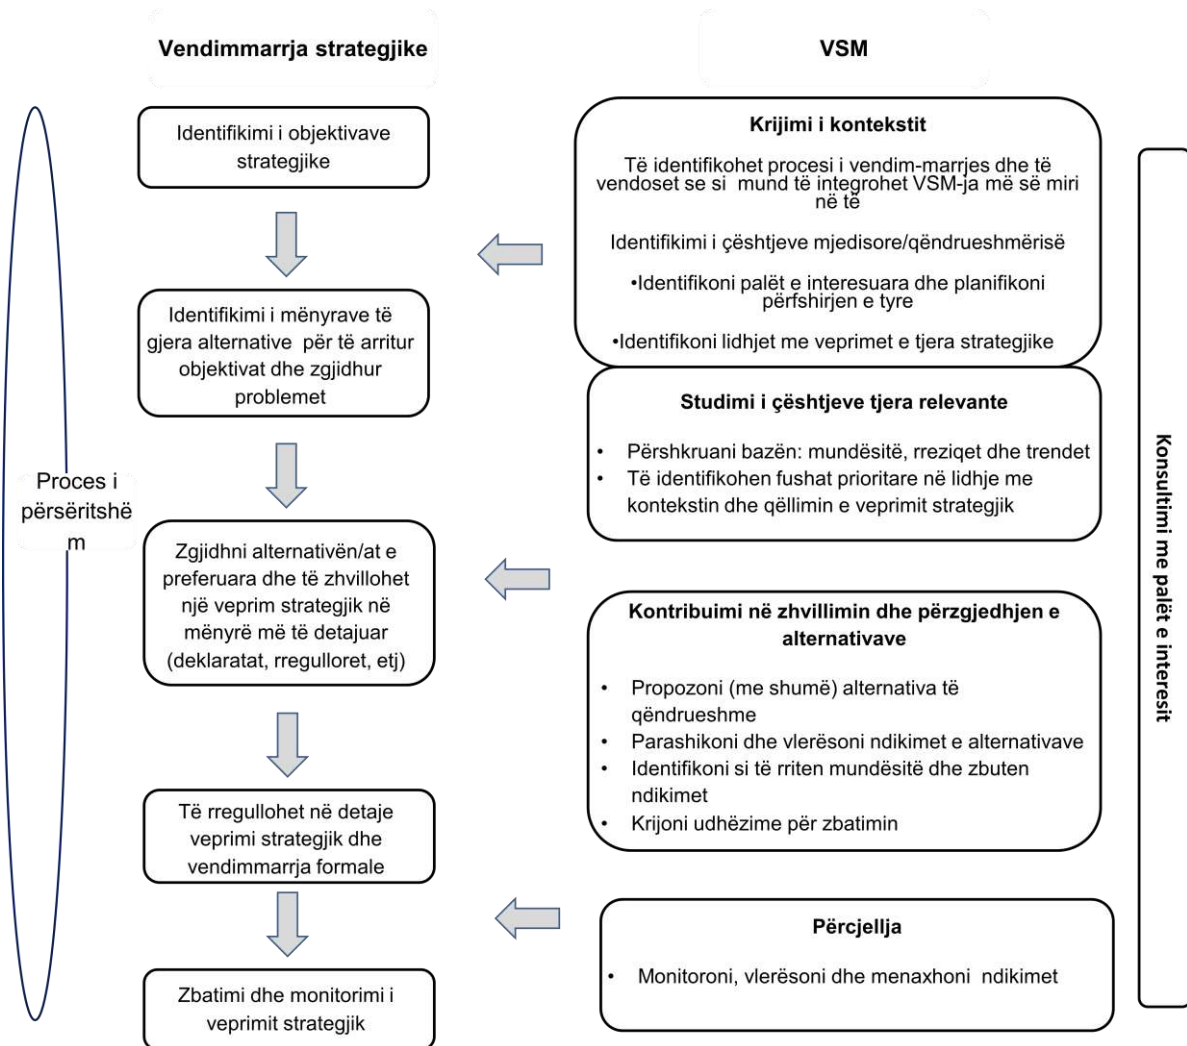 Vendimmarrja strategjike
VSM
Identifikimi i objektivave
strategjike
Identifikimi i mënyrave të
gjera alternative për të arritur
objektivat dhe zgjidhur
problemet
Zgjidhni alternativën/at e
preferuara dhe të zhvillohet
një veprim strategjik në
mënyrë më të detajuar
(deklaratat, rregulloret, etj)
Të rregullohet në detaje
veprimi strategjik dhe
vendimmarrja formale
Zbatimi dhe monitorimi i
veprimit strategjik
Proces i
përsëritshë
m
Krijimi i kontekstit
Të identifikohet procesi i vendim-marrjes dhe të
vendoset se si mund të integrohet VSM-ja më së miri
në të
Identifikimi i çështjeve mjedisore/qëndrueshmërisë
•Identifikoni palët e interesuara dhe planifikoni
përfshirjen e tyre
•Identifikoni lidhjet me veprimet e tjera strategjike
Studimi i çështjeve tjera relevante
• Përshkruani bazën: mundësitë, rreziqet dhe trendet
• Të identifikohen fushat prioritare në lidhje me
kontekstin dhe qëllimin e veprimit strategjik
Kontribuimi në zhvillimin dhe përzgjedhjen e
alternativave
• Propozoni (me shumë) alternativa të
qëndrueshme
• Parashikoni dhe vlerësoni ndikimet e alternativave
• Identifikoni si të rriten mundësitë dhe zbuten
ndikimet
• Krijoni udhëzime për zbatimin
Përcjellja
• Monitoroni, vlerësoni dhe menaxhoni ndikimet
Konsultimi me palët e interesit